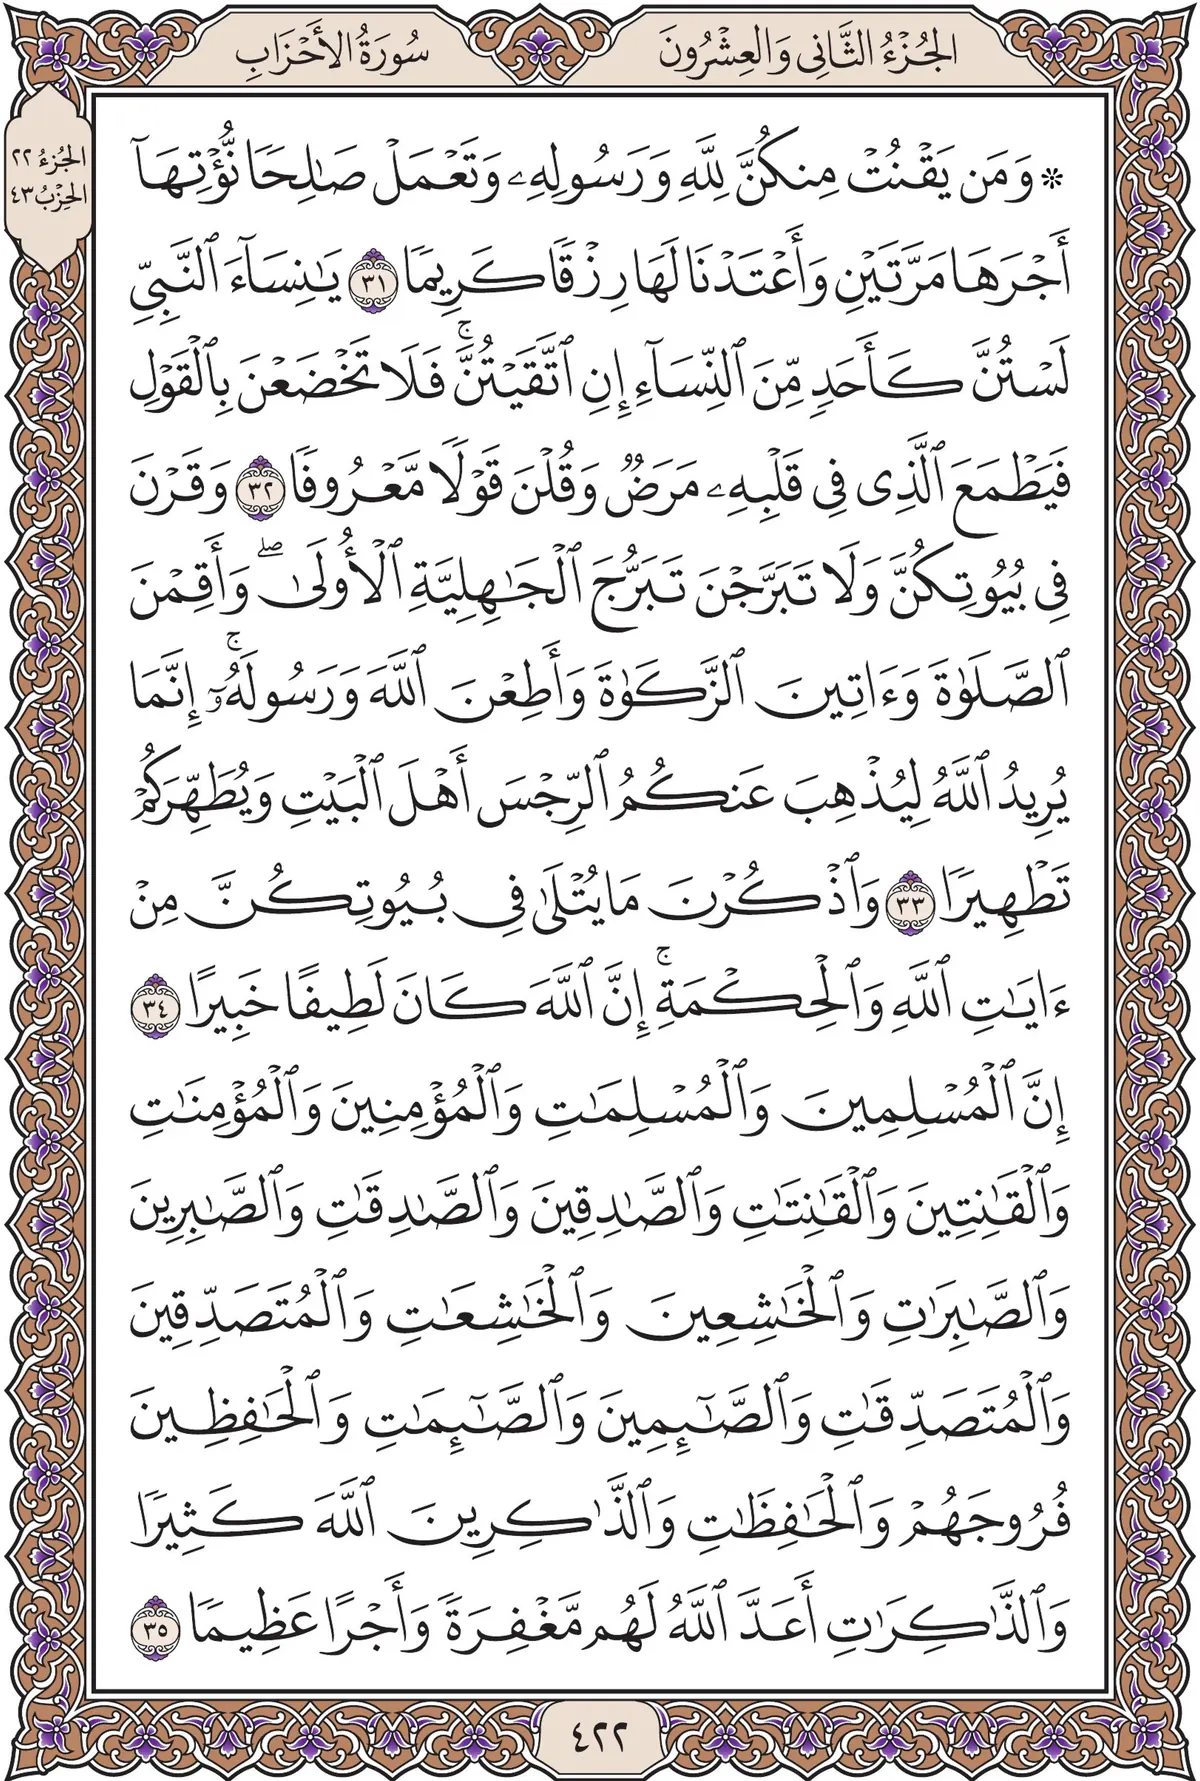 الجُزْءُ الثَّانِي وَالعِشْرُونَ
سُورَةُ الأَحْزَابِ
الجُزْءُ ٢٢
الحِزْبُ ٤٣
۞ وَمَن يَقْنُتْ مِنكُنَّ لِلَّهِ وَرَسُولِهِۦ وَتَعْمَلْ صَٰلِحًا نُّؤْتِهَآ
أَجْرَهَا مَرَّتَيْنِ وَأَعْتَدْنَا لَهَا رِزْقًا كَرِيمًا ٣١ يَٰنِسَآءَ ٱلنَّبِيِّ
لَسْتُنَّ كَأَحَدٍ مِّنَ ٱلنِّسَآءِ إِنِ ٱتَّقَيْتُنَّۚ فَلَا تَخْضَعْنَ بِٱلْقَوْلِ
فَيَطْمَعَ ٱلَّذِى فِى قَلْبِهِۦ مَرَضٌ وَقُلْنَ قَوْلًا مَّعْرُوفًا ٣٢ وَقَرْنَ
فِى بُيُوتِكُنَّ وَلَا تَبَرَّجْنَ تَبَرُّجَ ٱلْجَٰهِلِيَّةِ ٱلْأُولَىٰۖ وَأَقِمْنَ
ٱلصَّلَوٰةَ وَءَاتِينَ ٱلزَّكَوٰةَ وَأَطِعْنَ ٱللَّهَ وَرَسُولَهُۥٓۚ إِنَّمَا
يُرِيدُ ٱللَّهُ لِيُذْهِبَ عَنكُمُ ٱلرِّجْسَ أَهْلَ ٱلْبَيْتِ وَيُطَهِّرَكُمْ
تَطْهِيرًا ٣٣ وَٱذْكُرْنَ مَا يُتْلَىٰ فِى بُيُوتِكُنَّ مِنْ
ءَايَٰتِ ٱللَّهِ وَٱلْحِكْمَةِۚ إِنَّ ٱللَّهَ كَانَ لَطِيفًا خَبِيرًا ٣٤
إِنَّ ٱلْمُسْلِمِينَ وَٱلْمُسْلِمَٰتِ وَٱلْمُؤْمِنِينَ وَٱلْمُؤْمِنَٰتِ
وَٱلْقَٰنِتِينَ وَٱلْقَٰنِتَٰتِ وَٱلصَّٰدِقِينَ وَٱلصَّٰدِقَٰتِ وَٱلصَّٰبِرِينَ
وَٱلصَّٰبِرَٰتِ وَٱلْخَٰشِعِينَ وَٱلْخَٰشِعَٰتِ وَٱلْمُتَصَدِّقِينَ
وَٱلْمُتَصَدِّقَٰتِ وَٱلصَّٰٓئِمِينَ وَٱلصَّٰٓئِمَٰتِ وَٱلْحَٰفِظِينَ
فُرُوجَهُمْ وَٱلْحَٰفِظَٰتِ وَٱلذَّٰكِرِينَ ٱللَّهَ كَثِيرًا
وَٱلذَّٰكِرَٰتِ أَعَدَّ ٱللَّهُ لَهُم مَّغْفِرَةً وَأَجْرًا عَظِيمًا ٣٥
٤٢٢